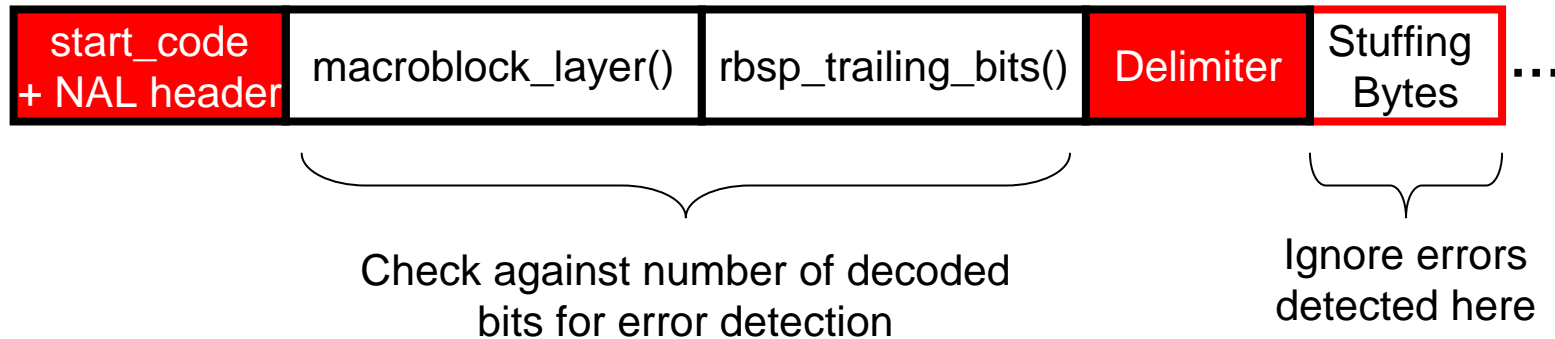 start_code
+ NAL header
macroblock_layer()
rbsp_trailing_bits()
Delimiter
Stuffing
Bytes
...
Check against number of decoded
bits for error detection
Ignore errors
detected here